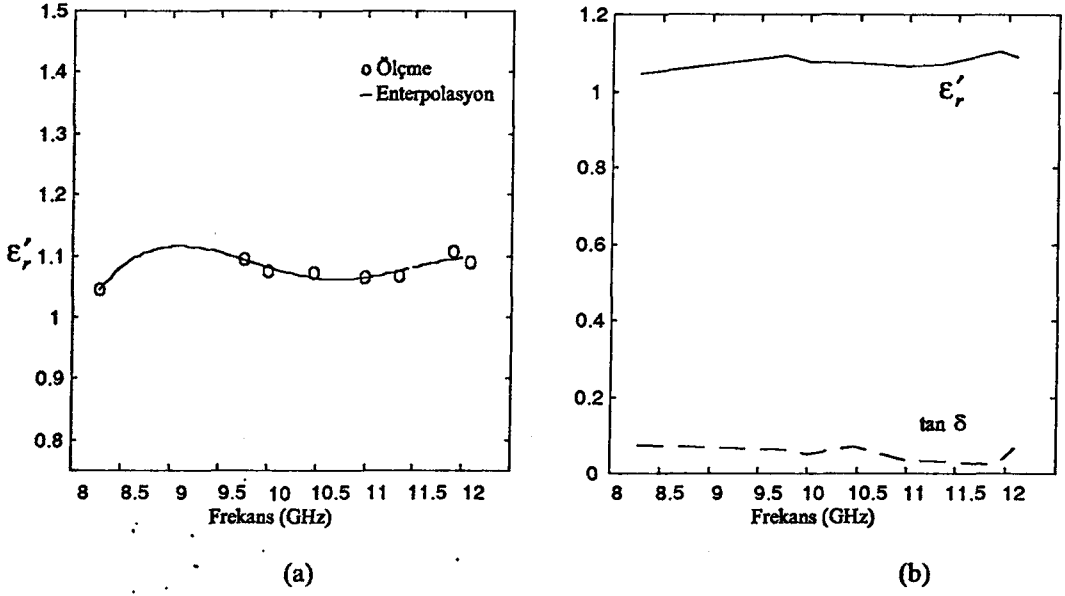 1.5
1.4
1.3
1.2
1.1
1
0.9
0.8
ε′r
o Ölçme
– Enterpolasyon
8 8.5 9 9.5 10 10.5 11 11.5 12
Frekans (GHz)
(a)
1.2
1
0.8
0.6
0.4
0.2
0
ε′r
tan δ
8 8.5 9 9.5 10 10.5 11 11.5 12
Frekans (GHz)
(b)